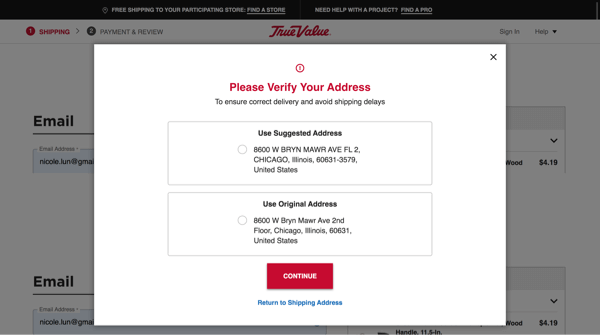 FREE SHIPPING TO YOUR PARTICIPATING STORE: FIND A STORE
NEED HELP WITH A PROJECT? FIND A PRO
1 SHIPPING > 2 PAYMENT & REVIEW
True Value
Sign In
Help
Please Verify Your Address
To ensure correct delivery and avoid shipping delays
Use Suggested Address
8600 W BRYN MAWR AVE FL 2,
CHICAGO, Illinois, 60631-3579,
United States
Use Original Address
8600 W Bryn Mawr Ave 2nd
Floor, Chicago, Illinois, 60631,
United States
CONTINUE
Return to Shipping Address
Email
Email Address *
nicole.lun@gmai
Wood $4.19
Email
Email Address *
nicole.lun@gmai
Wood $4.19
Handle, 11.5-In.